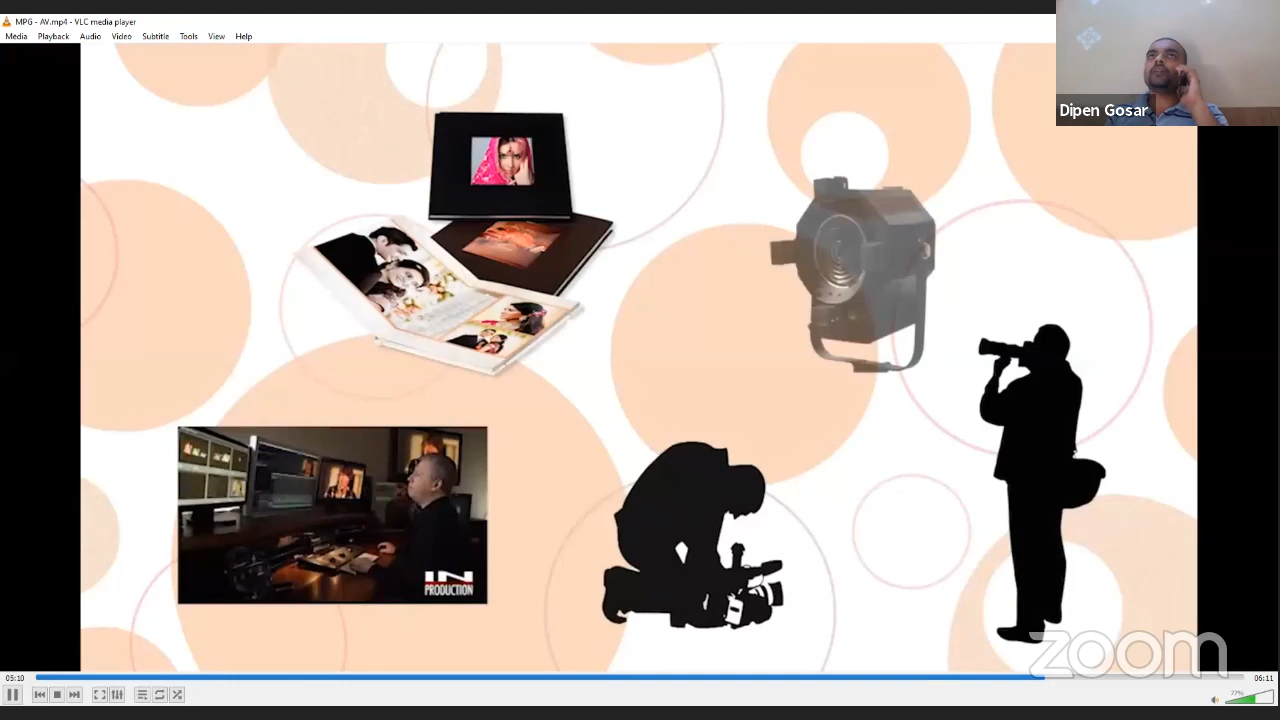 MPG - AV.mp4 - VLC media player
Media Playback Audio Video Subtitle Tools View Help
Dipen Gosar
IN
PRODUCTION
zoom
05:10
06:11
77%